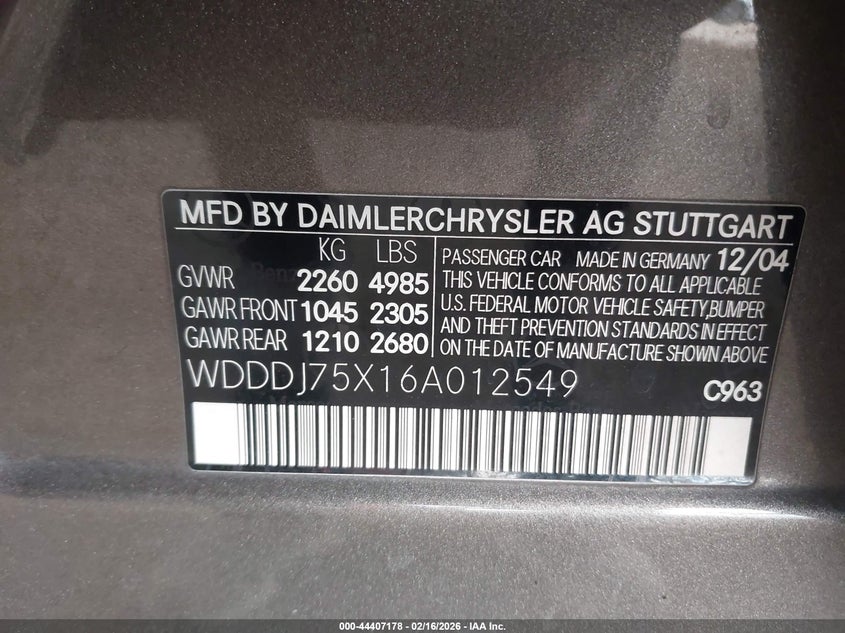 MFD BY DAIMLERCHRYSLER AG STUTTGART
KG LBS
GVWR 2260 4985
GAWR FRONT 1045 2305
GAWR REAR 1210 2680
PASSENGER CAR MADE IN GERMANY 12/04
THIS VEHICLE CONFORMS TO ALL APPLICABLE
U.S. FEDERAL MOTOR VEHICLE SAFETY,BUMPER
AND THEFT PREVENTION STANDARDS IN EFFECT
ON THE DATE OF MANUFACTURE SHOWN ABOVE
WDDDJ75X16A012549
C963
000-44407178 - 02/16/2026 - IAA Inc.